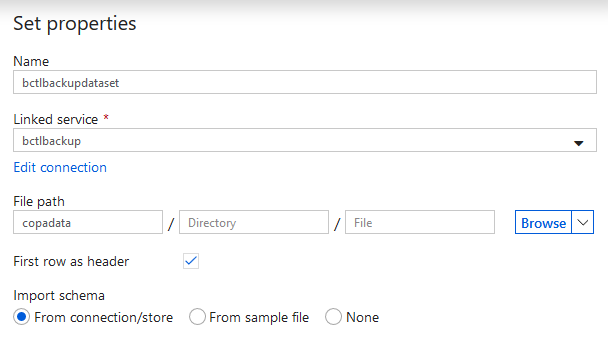 Set properties
Name
bctlbackupdataset
Linked service *
bctlbackup
Edit connection
File path
copadata / Directory / File Browse
First row as header
Import schema
From connection/store From sample file None